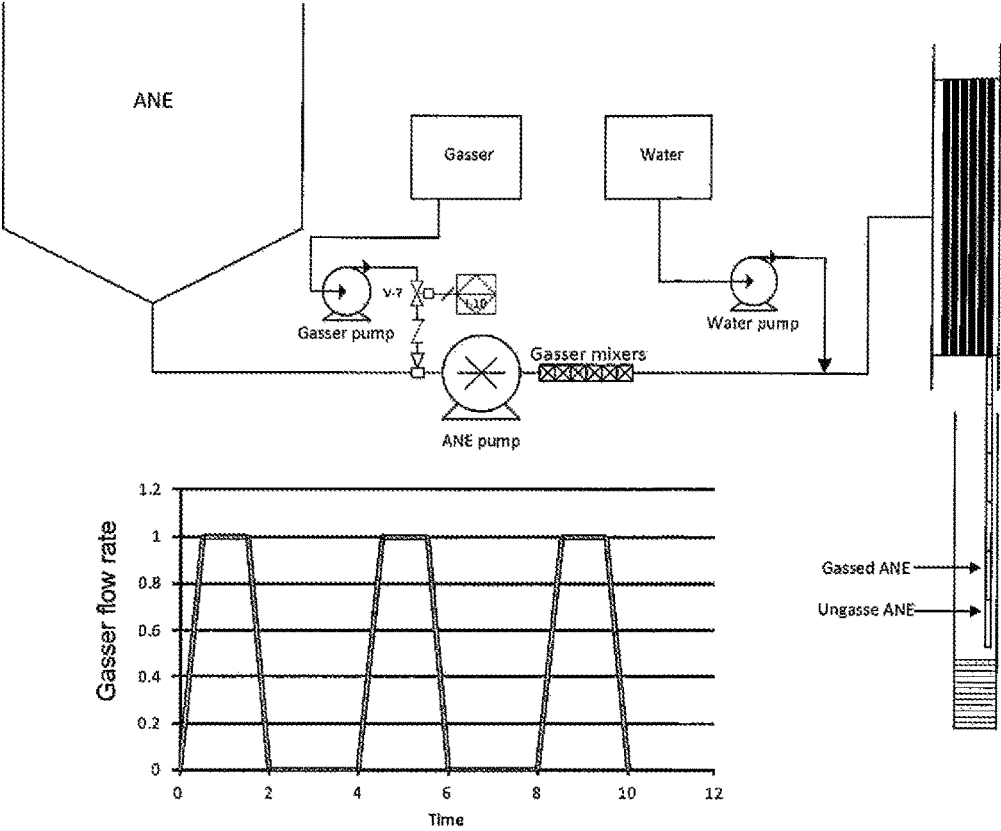 ANE
Gasser
Water
V-7
I-10
Gasser pump
Water pump
Gasser mixers
ANE pump
1.2
1
0.8
0.6
0.4
0.2
0
Gasser flow rate
0 2 4 6 8 10 12
Time
Gassed ANE
Ungasse ANE